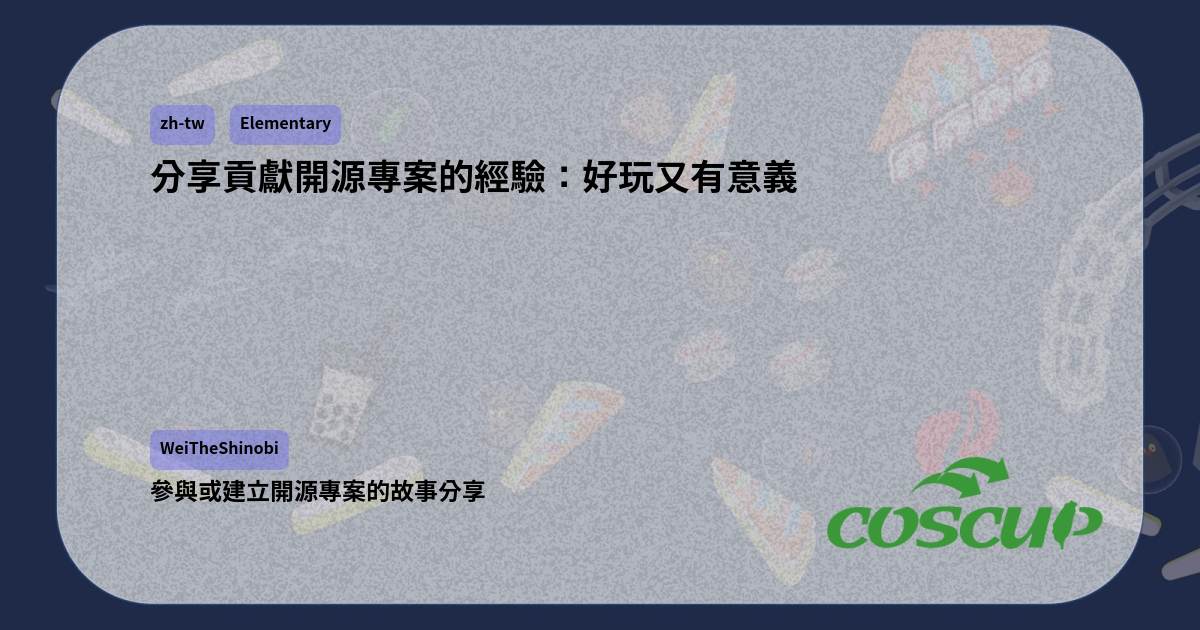 zh-tw Elementary
分享貢獻開源專案的經驗：好玩又有意義
WeiTheShinobi
參與或建立開源專案的故事分享
COSCUP